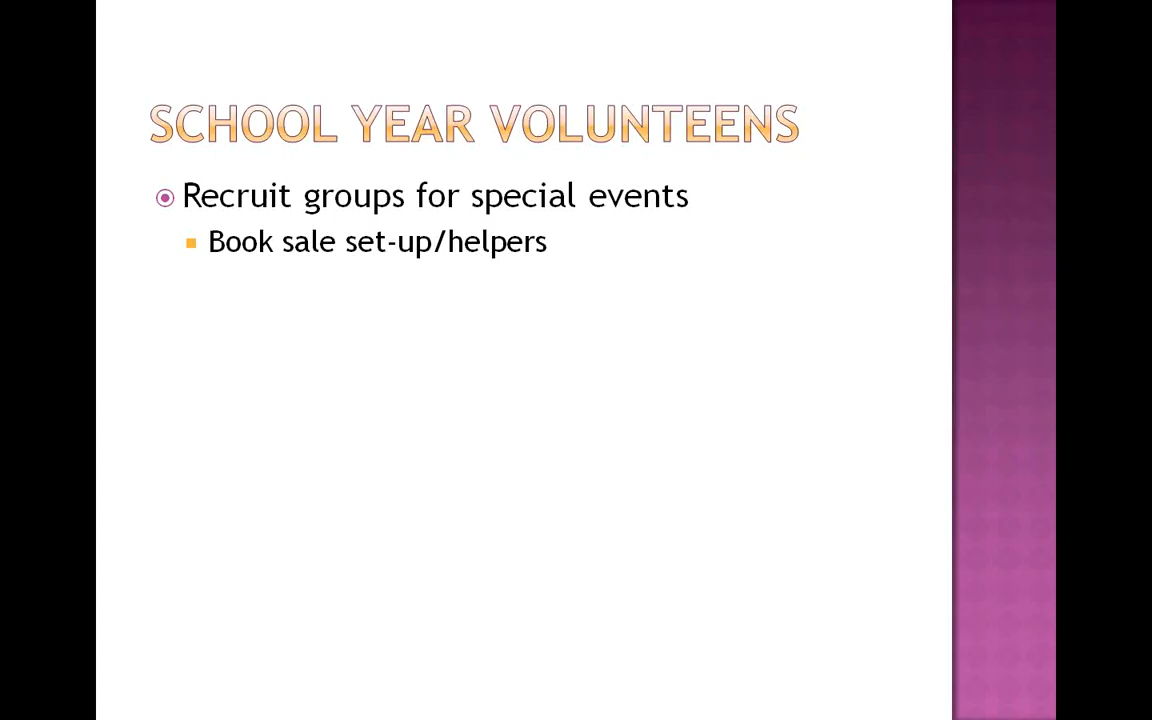 SCHOOL YEAR VOLUNTEENS
Recruit groups for special events
Book sale set-up/helpers